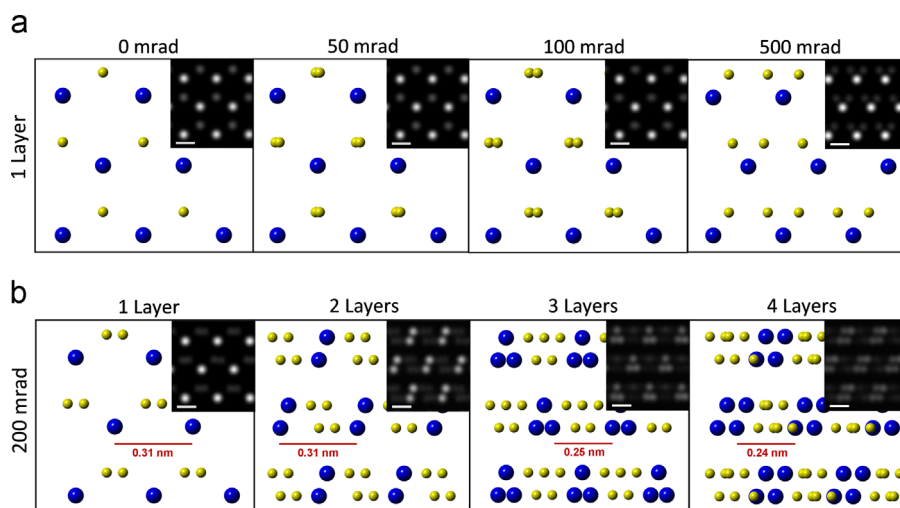 a
0 mrad 50 mrad 100 mrad 500 mrad
1 Layer
b
1 Layer 2 Layers 3 Layers 4 Layers
200 mrad
0.31 nm 0.31 nm 0.25 nm 0.24 nm